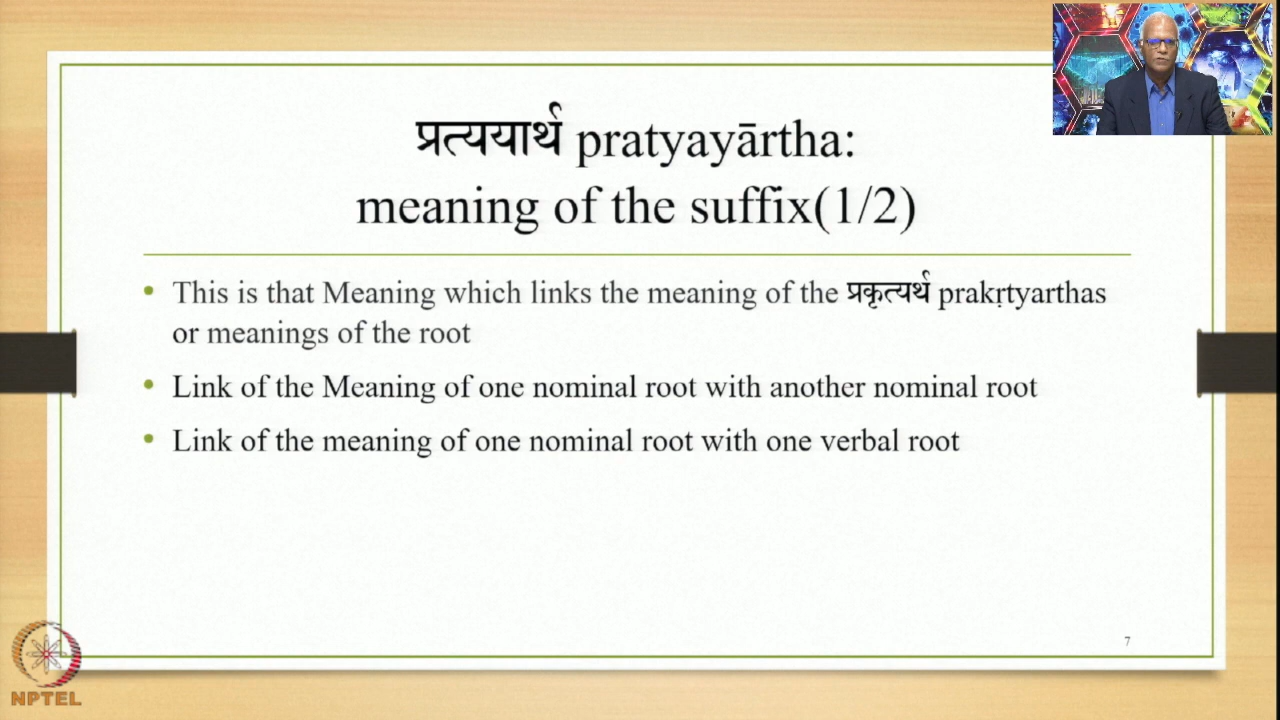 प्रत्ययार्थ pratyayārtha:
meaning of the suffix(1/2)
• This is that Meaning which links the meaning of the प्रकृत्यर्थ prakṛtyarthas
or meanings of the root
• Link of the Meaning of one nominal root with another nominal root
• Link of the meaning of one nominal root with one verbal root
7
NPTEL